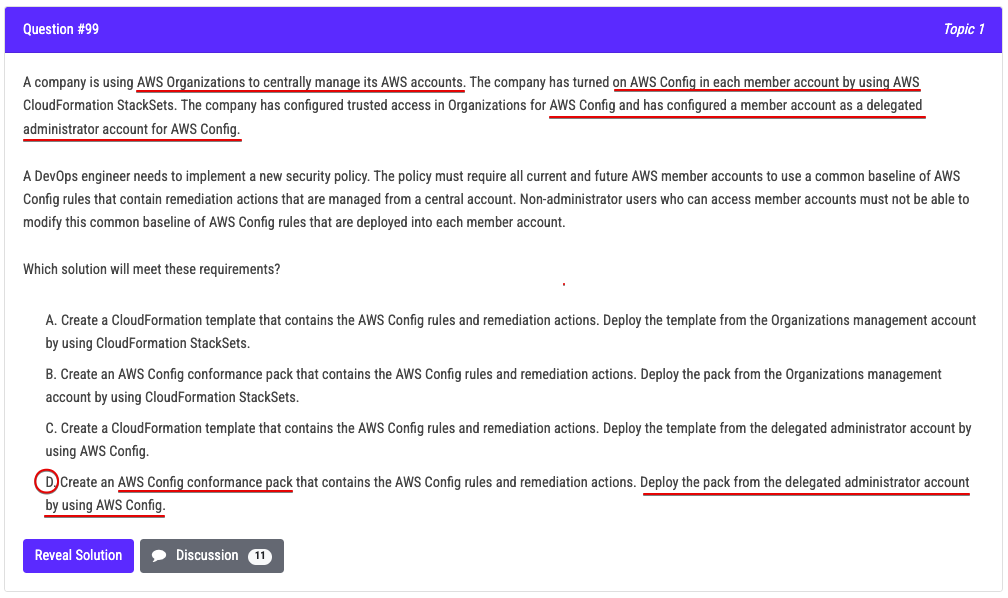 Question #99
Topic 1
A company is using AWS Organizations to centrally manage its AWS accounts. The company has turned on AWS Config in each member account by using AWS
CloudFormation StackSets. The company has configured trusted access in Organizations for AWS Config and has configured a member account as a delegated
administrator account for AWS Config.
A DevOps engineer needs to implement a new security policy. The policy must require all current and future AWS member accounts to use a common baseline of AWS
Config rules that contain remediation actions that are managed from a central account. Non-administrator users who can access member accounts must not be able to
modify this common baseline of AWS Config rules that are deployed into each member account.
Which solution will meet these requirements?
A. Create a CloudFormation template that contains the AWS Config rules and remediation actions. Deploy the template from the Organizations management account
by using CloudFormation StackSets.
B. Create an AWS Config conformance pack that contains the AWS Config rules and remediation actions. Deploy the pack from the Organizations management
account by using CloudFormation StackSets.
C. Create a CloudFormation template that contains the AWS Config rules and remediation actions. Deploy the template from the delegated administrator account by
using AWS Config.
D. Create an AWS Config conformance pack that contains the AWS Config rules and remediation actions. Deploy the pack from the delegated administrator account
by using AWS Config.
Reveal Solution
Discussion 11